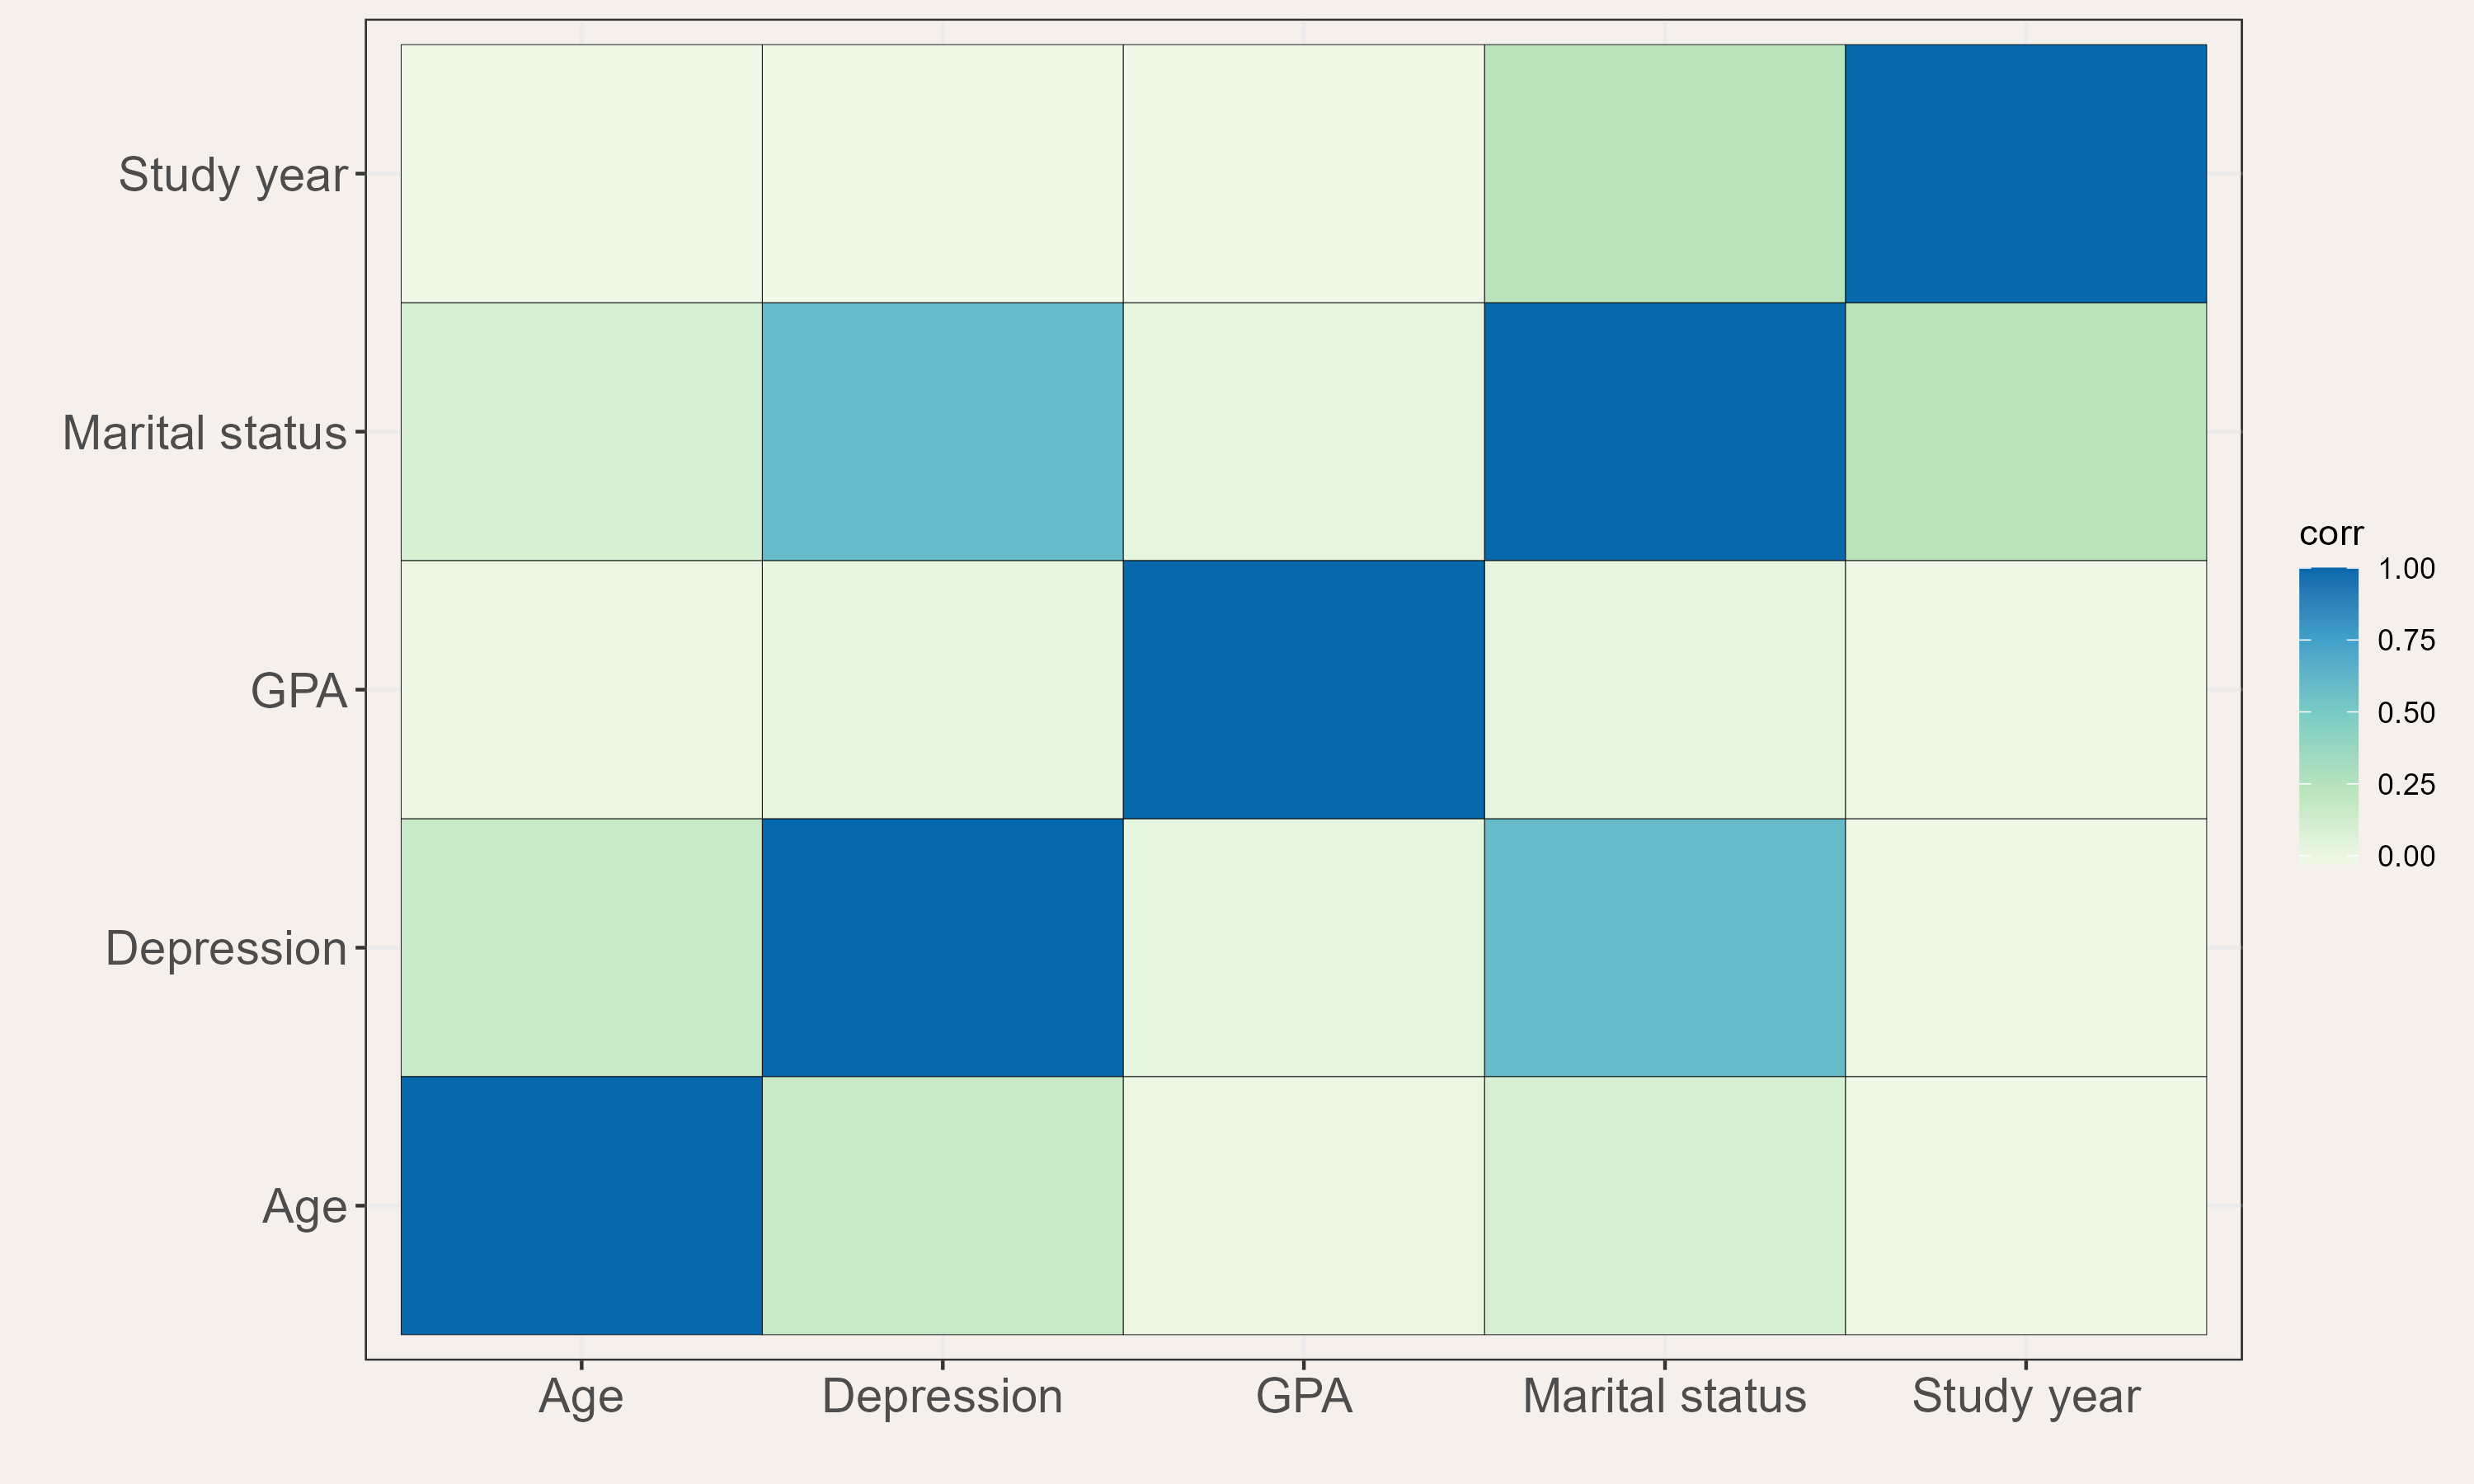 Study year
Marital status
GPA
Depression
Age
Age Depression GPA Marital status Study year
corr
1.00
0.75
0.50
0.25
0.00